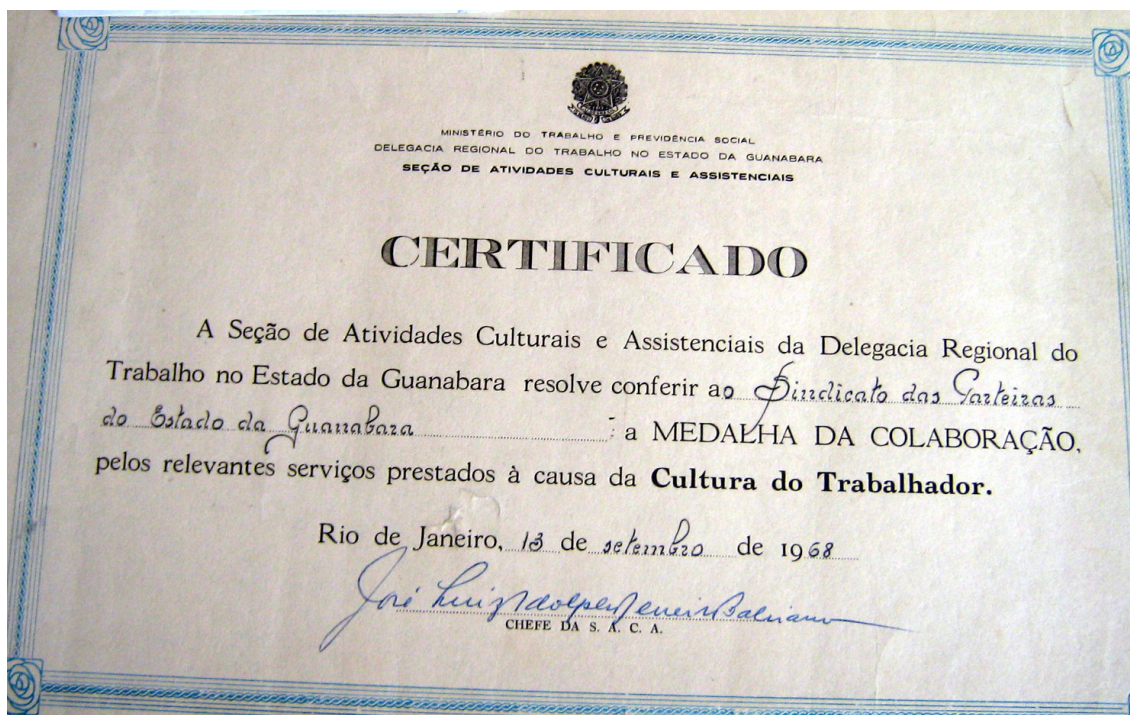 MINISTÉRIO DO TRABALHO E PREVIDÊNCIA SOCIAL
DELEGACIA REGIONAL DO TRABALHO NO ESTADO DA GUANABARA
SEÇÃO DE ATIVIDADES CULTURAIS E ASSISTENCIAIS
CERTIFICADO
A Seção de Atividades Culturais e Assistenciais da Delegacia Regional do
Trabalho no Estado da Guanabara resolve conferir ao Sindicato das Parteiras
do Estado da Guanabara a MEDALHA DA COLABORAÇÃO,
pelos relevantes serviços prestados à causa da Cultura do Trabalhador.
Rio de Janeiro, 13 de setembro de 1968
José Luiz
CHEFE DA S. A. C. A.